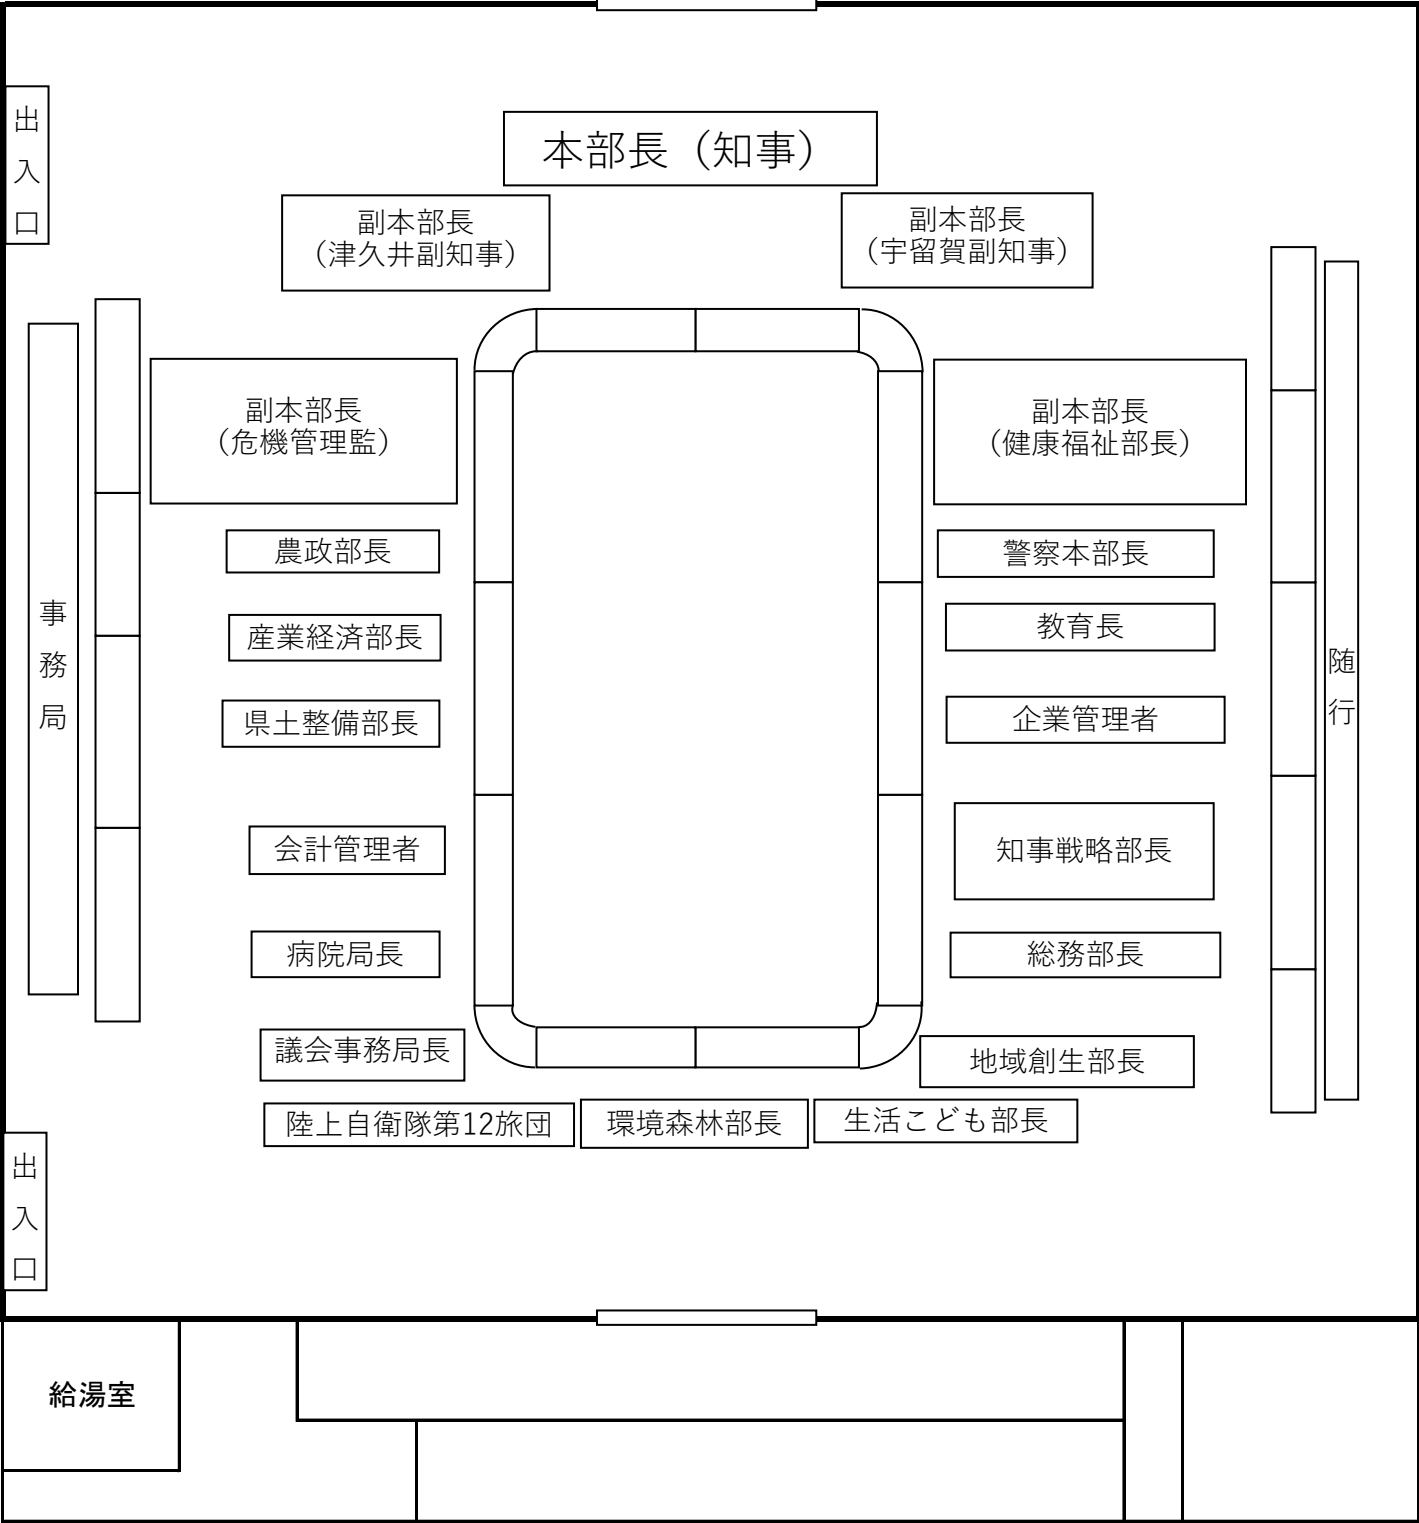 出入口
本部長（知事）
副本部長
（津久井副知事）
副本部長
（宇留賀副知事）
副本部長
（危機管理監）
副本部長
（健康福祉部長）
農政部長
警察本部長
産業経済部長
教育長
事務局
随行
県土整備部長
企業管理者
会計管理者
知事戦略部長
病院局長
総務部長
議会事務局長
地域創生部長
陸上自衛隊第12旅団
環境森林部長
生活こども部長
出入口
給湯室